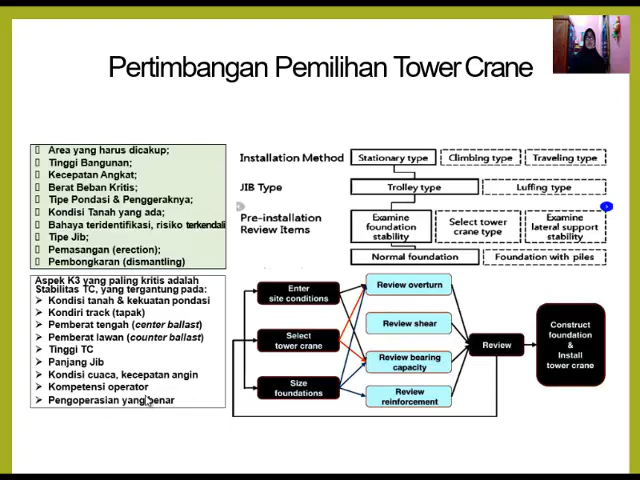 Pertimbangan Pemilihan Tower Crane
Area yang harus dicakup;
Tinggi Bangunan;
Kecepatan Angkat;
Berat Beban Kritis;
Tipe Pondasi & Penggeraknya;
Kondisi Tanah yang ada;
Bahaya teridentifikasi, risiko terkendali
Tipe Jib;
Pemasangan (erection);
Pembongkaran (dismantling)
Aspek K3 yang paling kritis adalah
Stabilitas TC, yang tergantung pada:
Kondisi tanah & kekuatan pondasi
Kondiri track (tapak)
Pemberat tengah (center ballast)
Pemberat lawan (counter ballast)
Tinggi TC
Panjang Jib
Kondisi cuaca, kecepatan angin
Kompetensi operator
Pengoperasian yang benar
Installation Method
Stationary type
Climbing type
Traveling type
JIB Type
Trolley type
Luffing type
Pre-installation
Review Items
Examine
foundation
stability
Select tower
crane type
Examine
lateral support
stability
Normal foundation
Foundation with piles
Enter
site conditions
Select
tower crane
Size
foundations
Review overturn
Review shear
Review bearing
capacity
Review
reinforcement
Review
Construct
foundation
&
Install
tower crane